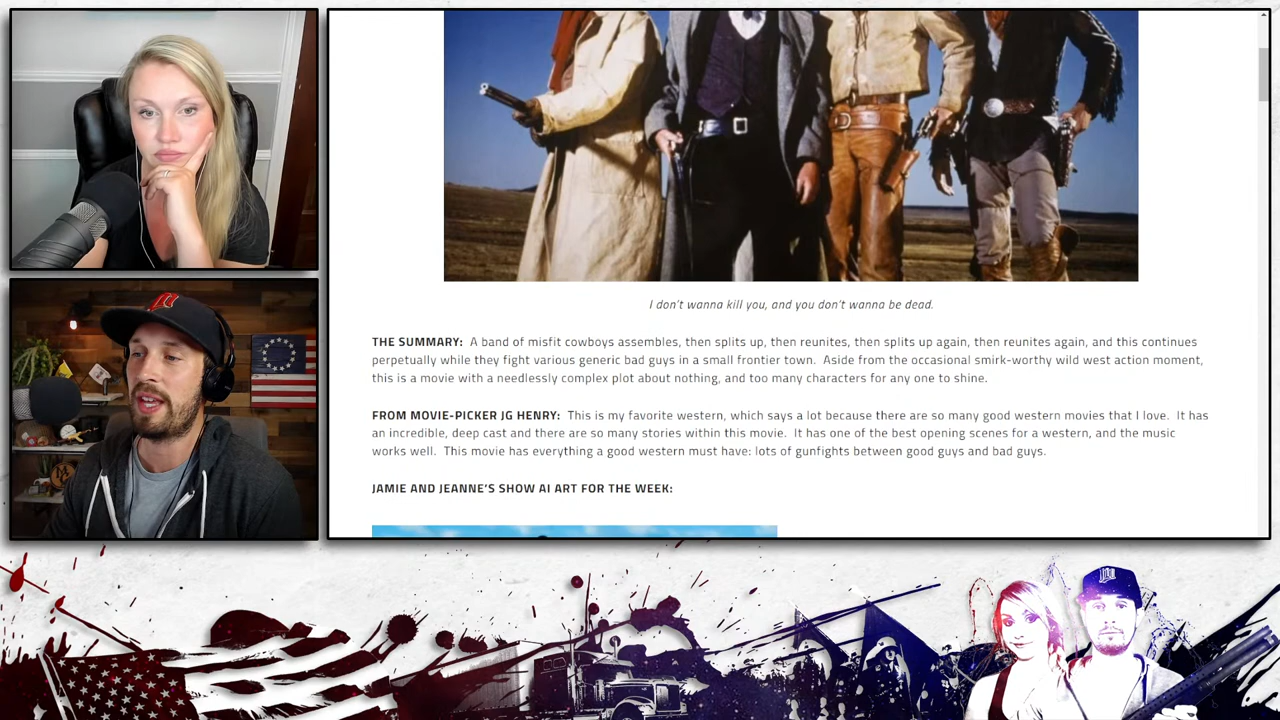 I don't wanna kill you, and you don't wanna be dead.
THE SUMMARY: A band of misfit cowboys assembles, then splits up, then reunites, then splits up again, then reunites again, and this continues
perpetually while they fight various generic bad guys in a small frontier town. Aside from the occasional smirk-worthy wild west action moment,
this is a movie with a needlessly complex plot about nothing, and too many characters for any one to shine.
FROM MOVIE-PICKER JG HENRY: This is my favorite western, which says a lot because there are so many good western movies that I love. It has
an incredible, deep cast and there are so many stories within this movie. It has one of the best opening scenes for a western, and the music
works well. This movie has everything a good western must have: lots of gunfights between good guys and bad guys.
JAMIE AND JEANNE'S SHOW AI ART FOR THE WEEK: